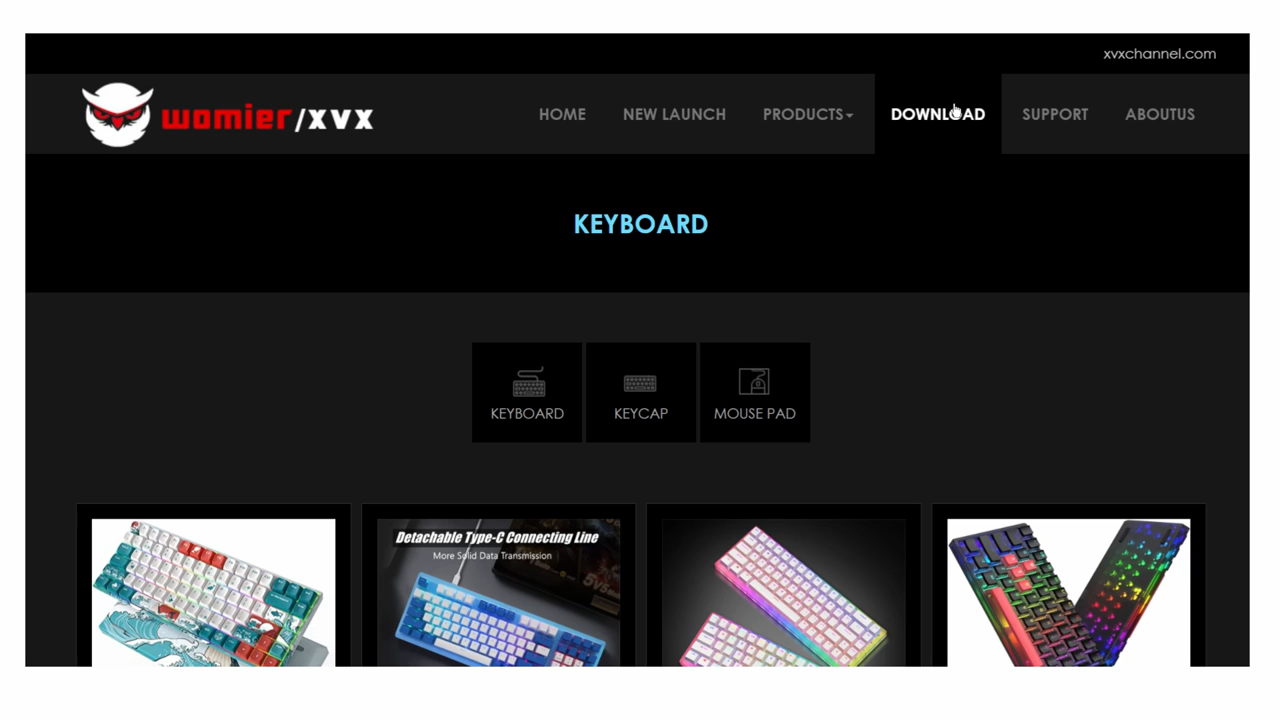 xvxchannel.com
womier/XVX
HOME
NEW LAUNCH
PRODUCTS
DOWNLOAD
SUPPORT
ABOUTUS
KEYBOARD
KEYBOARD
KEYCAP
MOUSE PAD
Detachable Type-C Connecting Line
More Solid Data Transmission